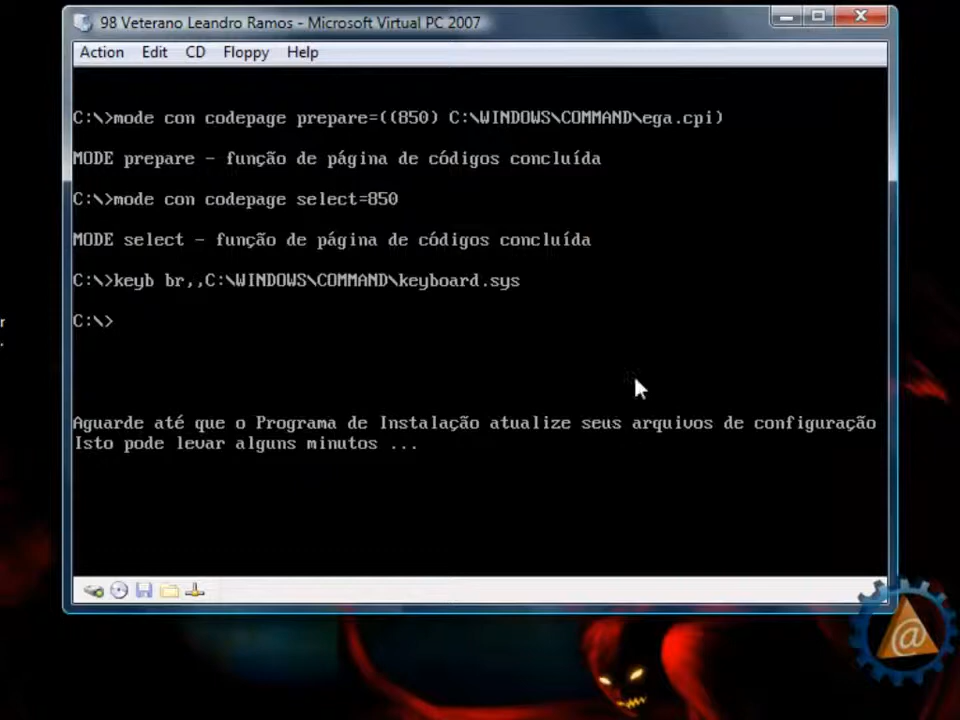 98 Veterano Leandro Ramos - Microsoft Virtual PC 2007
Action Edit CD Floppy Help
C:\>mode con codepage prepare=((850) C:\WINDOWS\COMMAND\ega.cpi)
MODE prepare - função de página de códigos concluída
C:\>mode con codepage select=850
MODE select - função de página de códigos concluída
C:\>keyb br,,C:\WINDOWS\COMMAND\keyboard.sys
C:\>
Aguarde até que o Programa de Instalação atualize seus arquivos de configuração
Isto pode levar alguns minutos ...
@